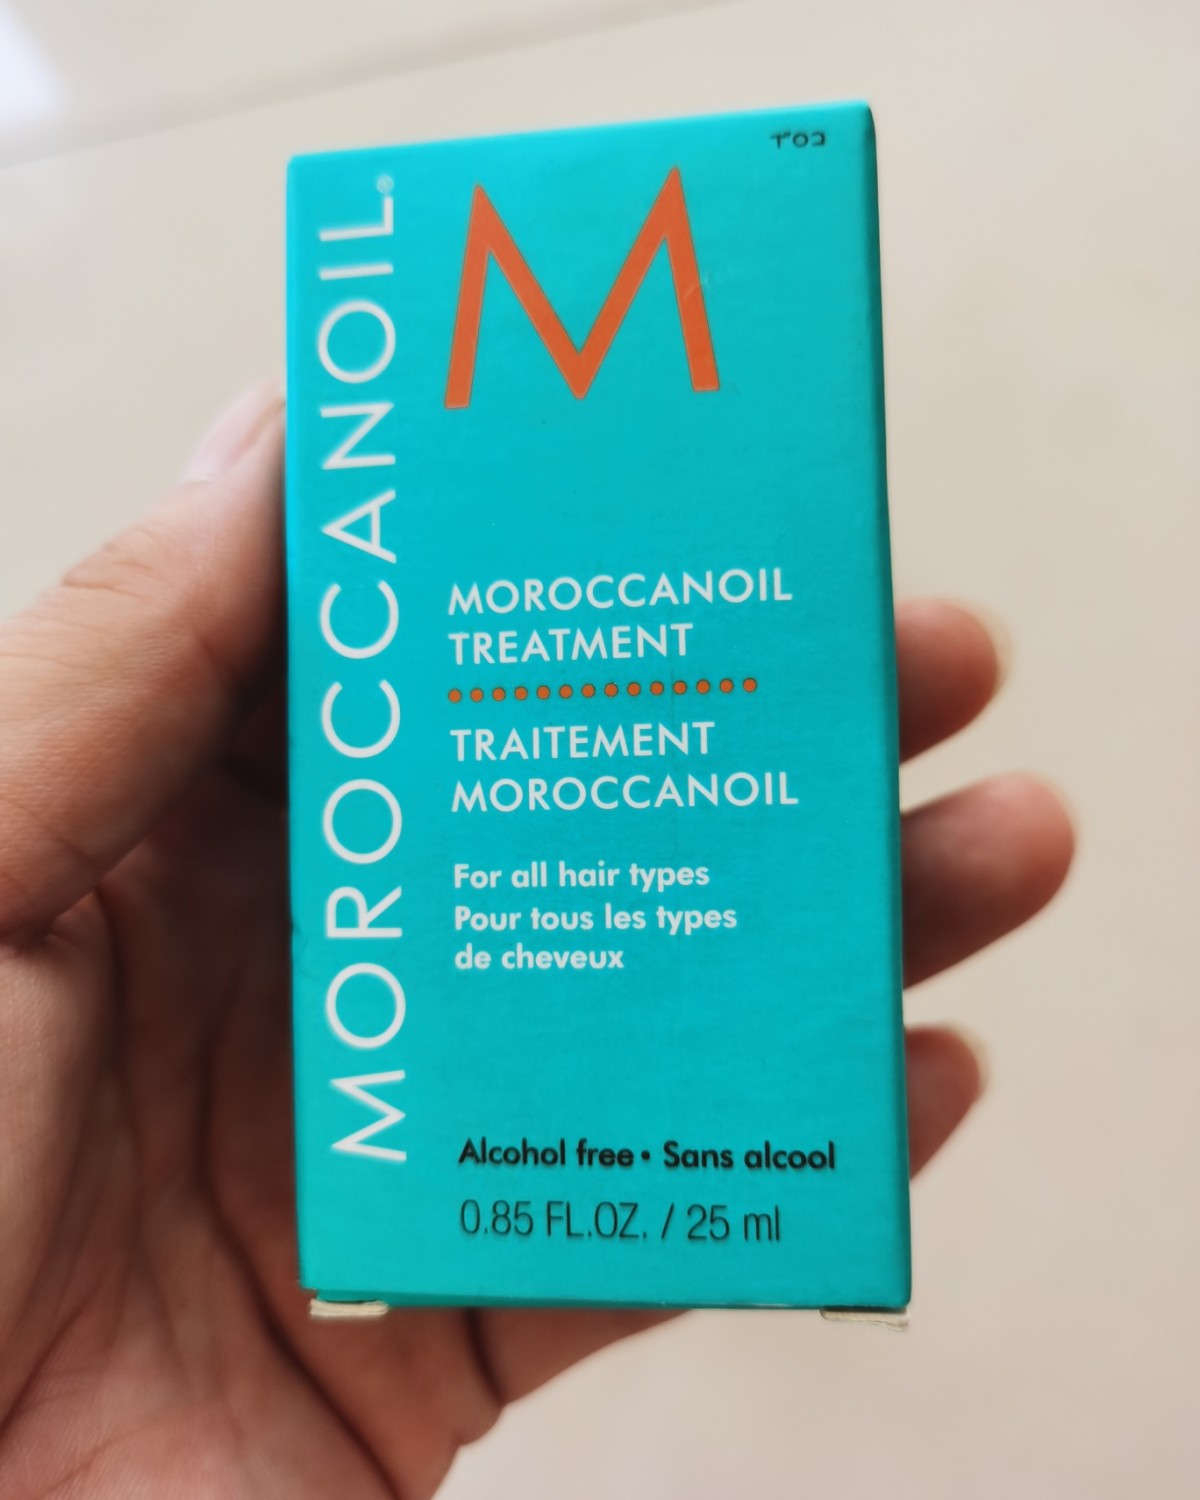 MOROCCANOIL®
M
MOROCCANOIL
TREATMENT
TRAITEMENT
MOROCCANOIL
For all hair types
Pour tous les types
de cheveux
Alcohol free • Sans alcool
0.85 FL.OZ. / 25 ml